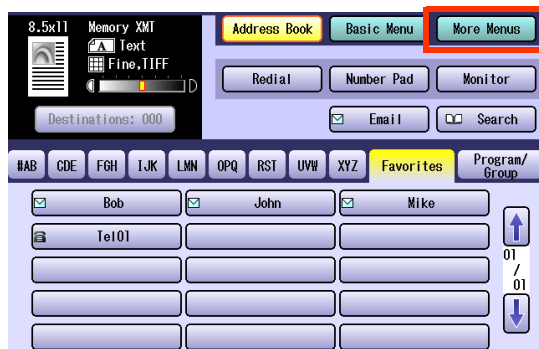 8.5x11 Memory XMT Address Book Basic Menu More Menus
A Text
Fine,TIFF
Redial Number Pad Monitor
D
Destinations: 000 Email Search
#AB CDE FGH IJK LMN OPQ RST UVW XYZ Favorites Program/
Group
Bob John Mike
Tel01
01
/
01